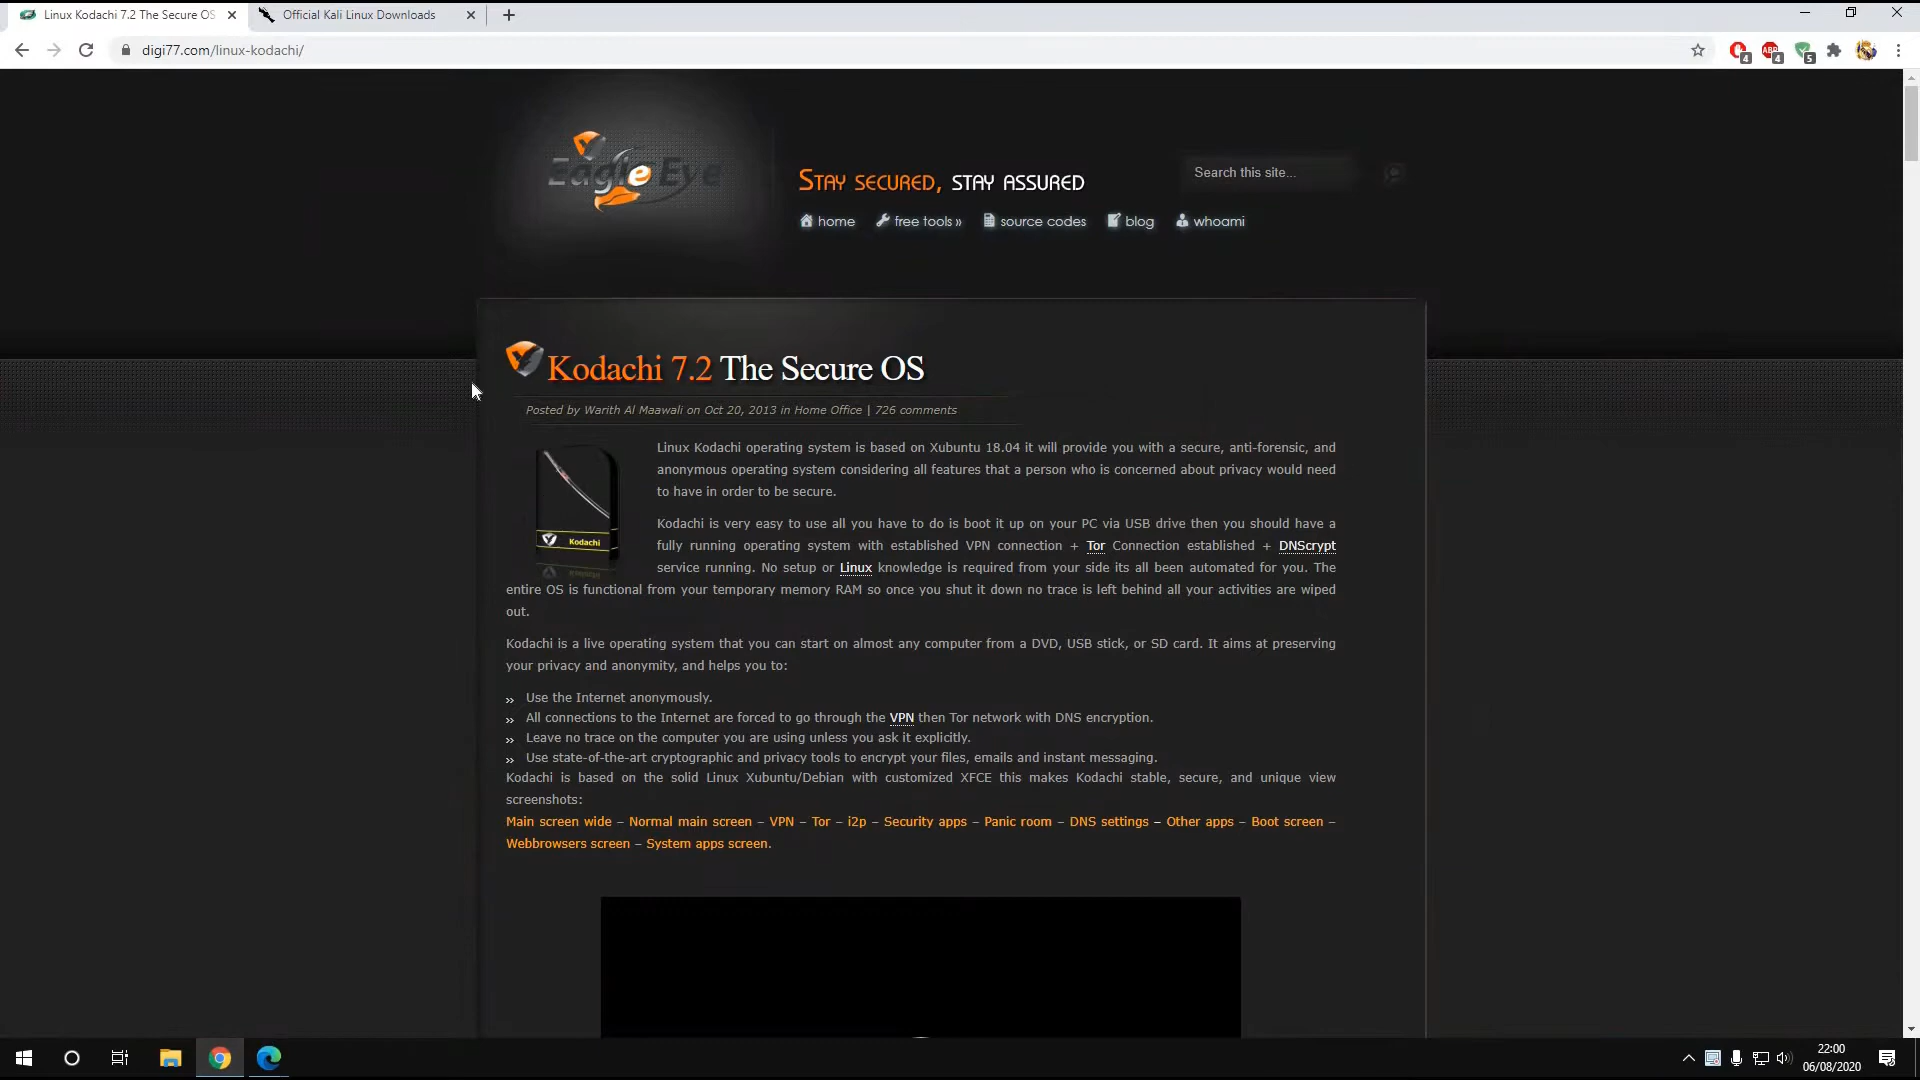 Linux Kodachi 7.2 The Secure OS
Official Kali Linux Downloads
digi77.com/linux-kodachi/
4
ABP
4
5
Eagle Eye
Stay secured, stay assured
Search this site...
home
free tools »
source codes
blog
whoami
Kodachi 7.2 The Secure OS
Posted by Warith Al Maawali on Oct 20, 2013 in Home Office | 726 comments
Kodachi
Linux Kodachi operating system is based on Xubuntu 18.04 it will provide you with a secure, anti-forensic, and
anonymous operating system considering all features that a person who is concerned about privacy would need
to have in order to be secure.
Kodachi is very easy to use all you have to do is boot it up on your PC via USB drive then you should have a
fully running operating system with established VPN connection + Tor Connection established + DNScrypt
service running. No setup or Linux knowledge is required from your side its all been automated for you. The
entire OS is functional from your temporary memory RAM so once you shut it down no trace is left behind all your activities are wiped
out.
Kodachi is a live operating system that you can start on almost any computer from a DVD, USB stick, or SD card. It aims at preserving
your privacy and anonymity, and helps you to:
» Use the Internet anonymously.
» All connections to the Internet are forced to go through the VPN then Tor network with DNS encryption.
» Leave no trace on the computer you are using unless you ask it explicitly.
» Use state-of-the-art cryptographic and privacy tools to encrypt your files, emails and instant messaging.
Kodachi is based on the solid Linux Xubuntu/Debian with customized XFCE this makes Kodachi stable, secure, and unique view
screenshots:
Main screen wide – Normal main screen – VPN – Tor – i2p – Security apps – Panic room – DNS settings – Other apps – Boot screen –
Webbrowsers screen – System apps screen.
22:00
06/08/2020